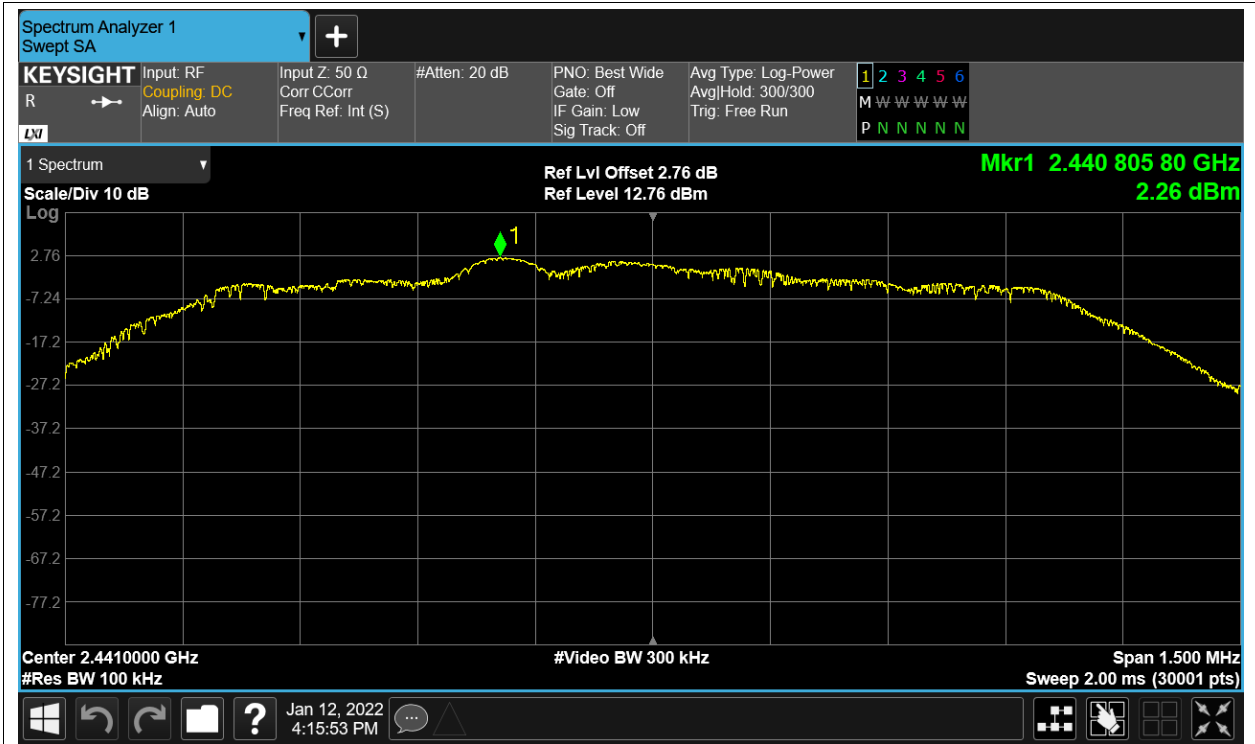 Spectrum Analyzer 1
Swept SA
KEYSIGHT
R
LXI
Input: RF
Coupling: DC
Align: Auto
Input Z: 50 Ω
Corr CCorr
Freq Ref: Int (S)
#Atten: 20 dB
PNO: Best Wide
Gate: Off
IF Gain: Low
Sig Track: Off
Avg Type: Log-Power
Avg|Hold: 300/300
Trig: Free Run
1 2 3 4 5 6
M W W W W W
P N N N N N
1 Spectrum
Scale/Div 10 dB
Log
Ref Lvl Offset 2.76 dB
Ref Level 12.76 dBm
Mkr1 2.440 805 80 GHz
2.26 dBm
1
2.76
-7.24
-17.2
-27.2
-37.2
-47.2
-57.2
-67.2
-77.2
Center 2.4410000 GHz
#Video BW 300 kHz
Span 1.500 MHz
#Res BW 100 kHz
Sweep 2.00 ms (30001 pts)
?
Jan 12, 2022
4:15:53 PM